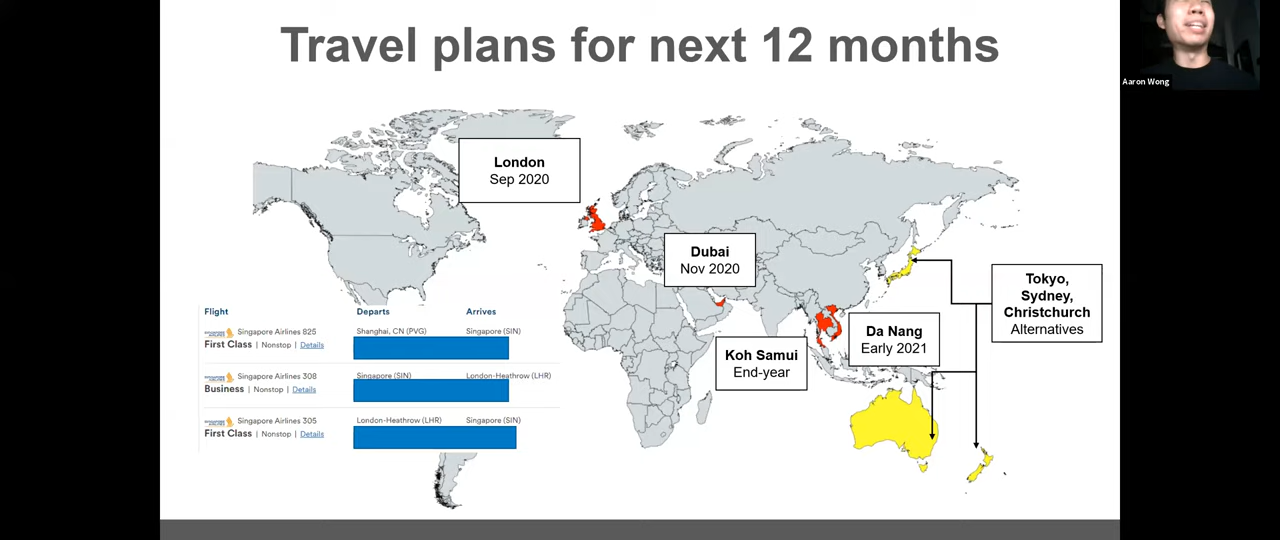 Travel plans for next 12 months
Aaron Wong
London
Sep 2020
Dubai
Nov 2020
Tokyo,
Sydney,
Christchurch
Alternatives
Da Nang
Early 2021
Koh Samui
End-year
Flight Departs Arrives
Singapore Airlines 825 Shanghai, CN (PVG) Singapore (SIN)
First Class | Nonstop | Details
Singapore Airlines 308 Singapore (SIN) London-Heathrow (LHR)
Business | Nonstop | Details
Singapore Airlines 305 London-Heathrow (LHR) Singapore (SIN)
First Class | Nonstop | Details